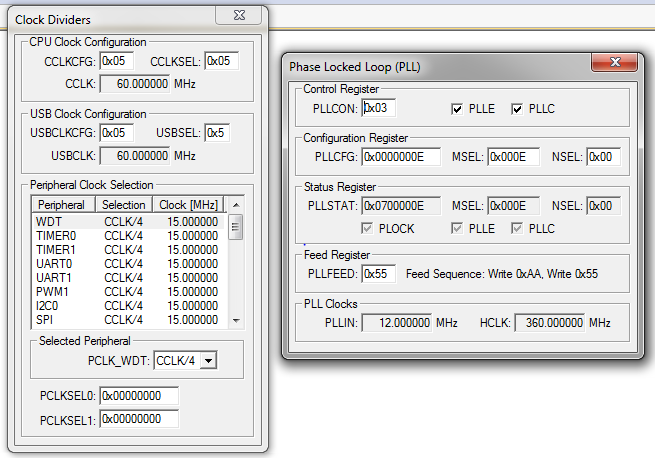 Clock Dividers
CPU Clock Configuration
CCLKCFG: 0x05 CCLKSEL: 0x05
CCLK: 60.000000 MHz
USB Clock Configuration
USBCLKCFG: 0x05 USBSEL: 0x5
USBCLK: 60.000000 MHz
Peripheral Clock Selection
Peripheral Selection Clock [MHz]
WDT CCLK/4 15.000000
TIMER0 CCLK/4 15.000000
TIMER1 CCLK/4 15.000000
UART0 CCLK/4 15.000000
UART1 CCLK/4 15.000000
PWM1 CCLK/4 15.000000
I2C0 CCLK/4 15.000000
SPI CCLK/4 15.000000
Selected Peripheral
PCLK_WDT: CCLK/4
PCLKSEL0: 0x00000000
PCLKSEL1: 0x00000000
Phase Locked Loop (PLL)
Control Register
PLLCON: 0x03 PLLE PLLC
Configuration Register
PLLCFG: 0x0000000E MSEL: 0x000E NSEL: 0x00
Status Register
PLLSTAT: 0x0700000E MSEL: 0x000E NSEL: 0x00
PLOCK PLLE PLLC
Feed Register
PLLFEED: 0x55 Feed Sequence: Write 0xAA, Write 0x55
PLL Clocks
PLLIN: 12.000000 MHz HCLK: 360.000000 MHz